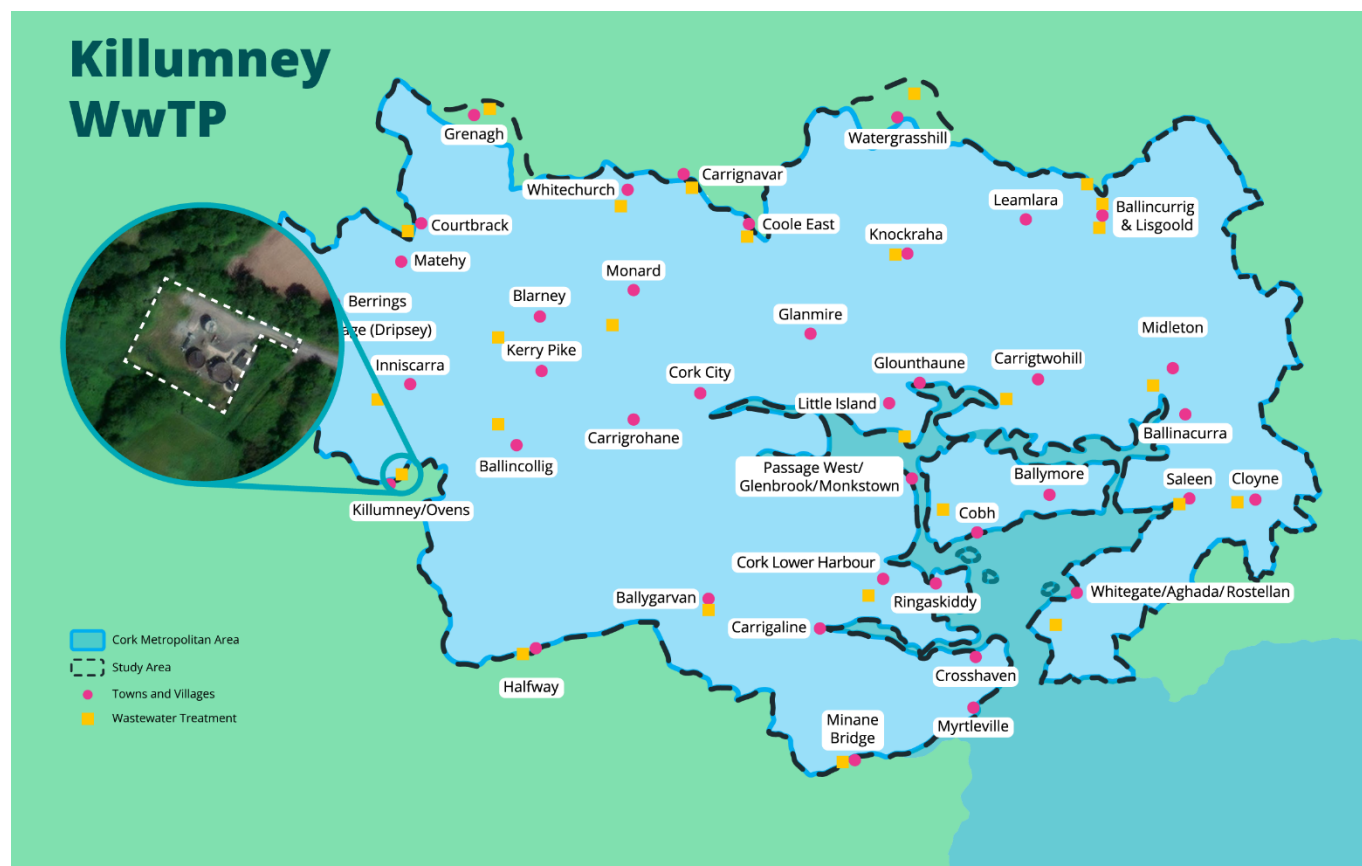 Killumney
WwTP
Grenagh
Watergrasshill
Carrignavar
Whitechurch
Leamlara
Ballincurrig
& Lisgoold
Courtbrack
Coole East
Knockraha
Matehy
Monard
Berrings
Blarney
age (Dripsey)
Glanmire
Midleton
Kerry Pike
Inniscarra
Cork City
Glounthaune
Carrigtwohill
Little Island
Carrigrohane
Ballinacurra
Ballincollig
Passage West/
Glenbrook/Monkstown
Ballymore
Saleen
Cloyne
Killumney/Ovens
Cobh
Cork Lower Harbour
Ballygarvan
Ringaskiddy
Whitegate/Aghada/Rostellan
Carrigaline
Cork Metropolitan Area
Study Area
Towns and Villages
Wastewater Treatment
Halfway
Crosshaven
Minane
Bridge
Myrtleville